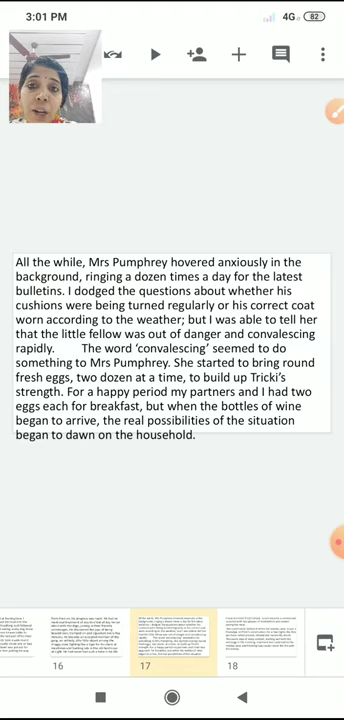 3:01 PM
4G
82
All the while, Mrs Pumphrey hovered anxiously in the
background, ringing a dozen times a day for the latest
bulletins. I dodged the questions about whether his
cushions were being turned regularly or his correct coat
worn according to the weather; but I was able to tell her
that the little fellow was out of danger and convalescing
rapidly. The word ‘convalescing’ seemed to do
something to Mrs Pumphrey. She started to bring round
fresh eggs, two dozen at a time, to build up Tricki’s
strength. For a happy period my partners and I had two
eggs each for breakfast, but when the bottles of wine
began to arrive, the real possibilities of the situation
began to dawn on the household.
16
17
18